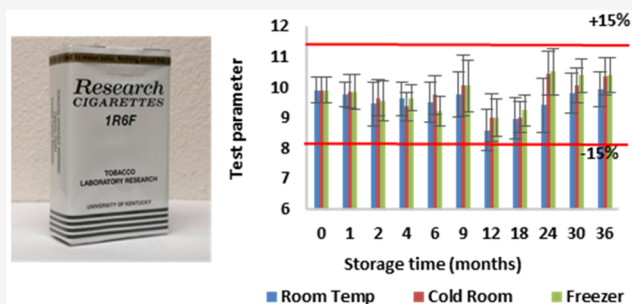 Research
CIGARETTES
1R6F
TOBACCO
LABORATORY RESEARCH
UNIVERSITY OF KENTUCKY
Test parameter
12
11
10
9
8
7
6
+15%
-15%
0 1 2 4 6 9 12 18 24 30 36
Storage time (months)
Room Temp Cold Room Freezer